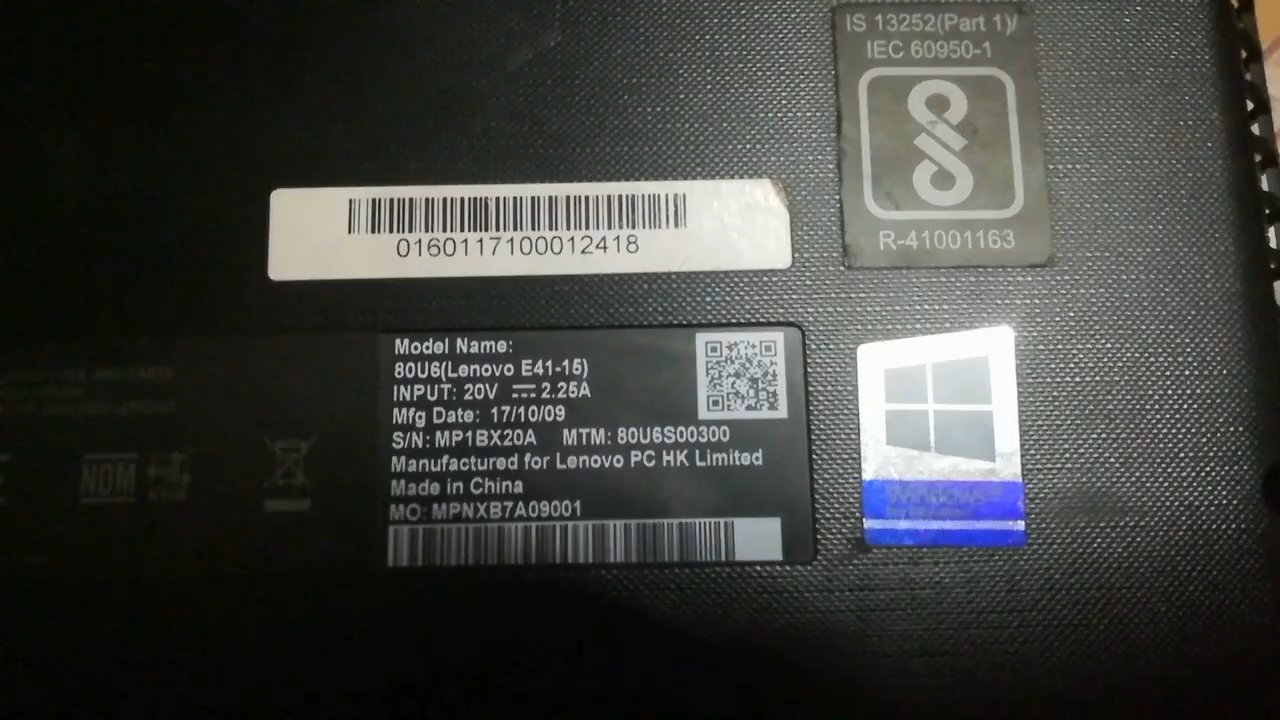 IS 13252(Part 1)/
IEC 60950-1
R-41001163
0160117100012418
Model Name:
80U6(Lenovo E41-15)
INPUT: 20V ⎓ 2.25A
Mfg Date: 17/10/09
S/N: MP1BX20A MTM: 80U6S00300
Manufactured for Lenovo PC HK Limited
Made in China
MO: MPNXB7A09001
NOM
Windows